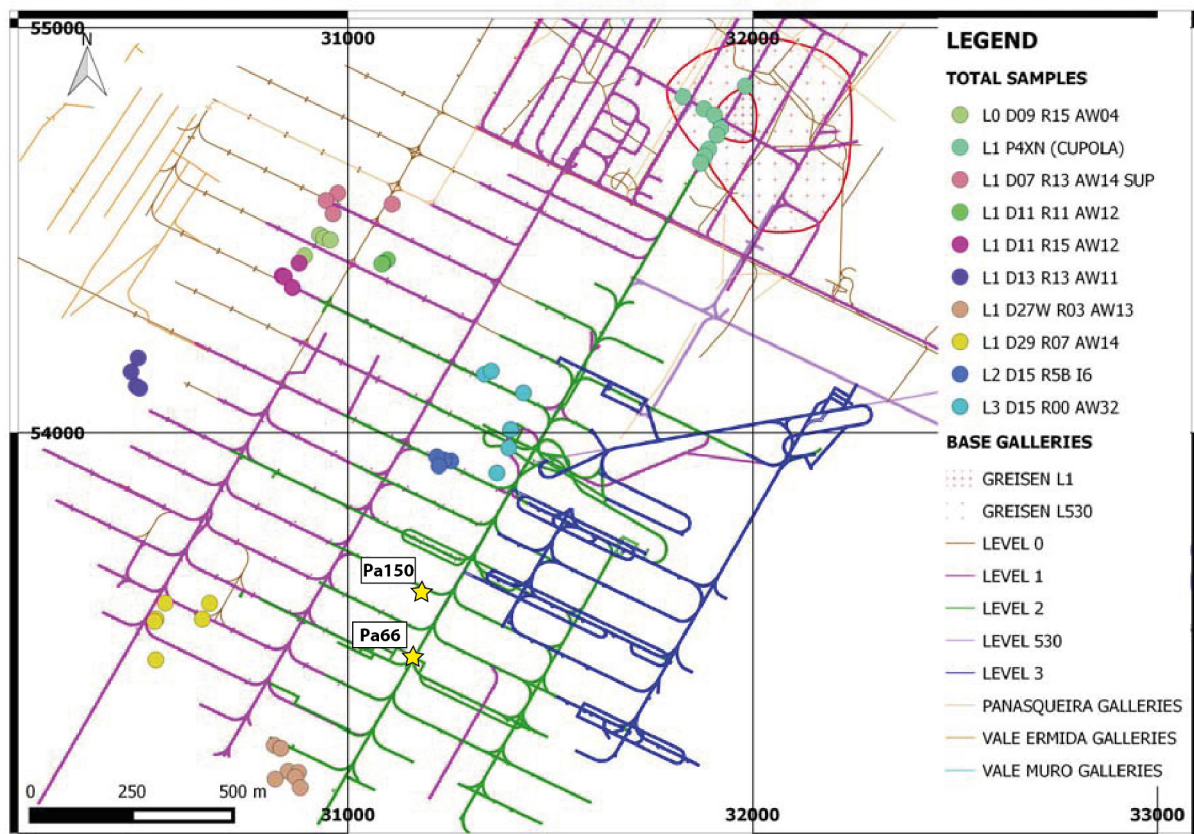 55000
N
31000
32000
LEGEND
TOTAL SAMPLES
L0 D09 R15 AW04
L1 P4XN (CUPOLA)
L1 D07 R13 AW14 SUP
L1 D11 R11 AW12
L1 D11 R15 AW12
L1 D13 R13 AW11
L1 D27W R03 AW13
L1 D29 R07 AW14
L2 D15 R5B I6
L3 D15 R00 AW32
54000
BASE GALLERIES
GREISEN L1
GREISEN L530
LEVEL 0
LEVEL 1
LEVEL 2
LEVEL 530
LEVEL 3
PANASQUEIRA GALLERIES
VALE ERMIDA GALLERIES
VALE MURO GALLERIES
Pa150
Pa66
0 250 500 m
31000
32000
33000